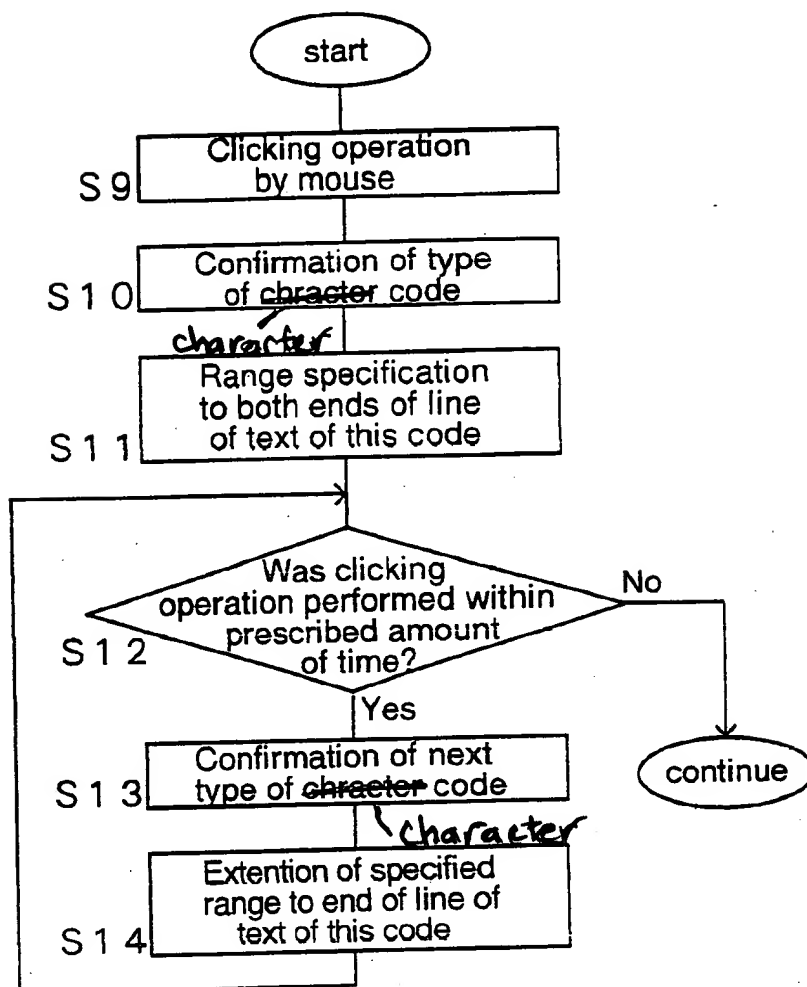 start
Clicking operation
by mouse
S9
Confirmation of type
of chracter code
S10
character
Range specification
to both ends of line
of text of this code
S11
Was clicking
operation performed within
prescribed amount
of time?
S12
No
Yes
continue
Confirmation of next
type of chracter code
S13
character
Extention of specified
range to end of line of
text of this code
S14